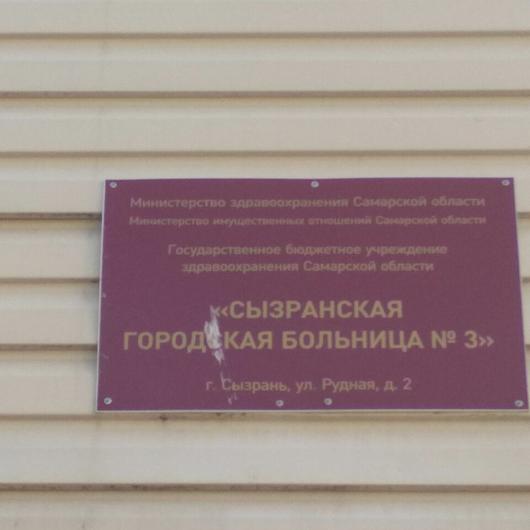 Министерство здравоохранения Самарской области
Министерство имущественных отношений Самарской области
Государственное бюджетное учреждение
здравоохранения Самарской области
«СЫЗРАНСКАЯ
ГОРОДСКАЯ БОЛЬНИЦА № 3»
г. Сызрань, ул. Рудная, д. 2